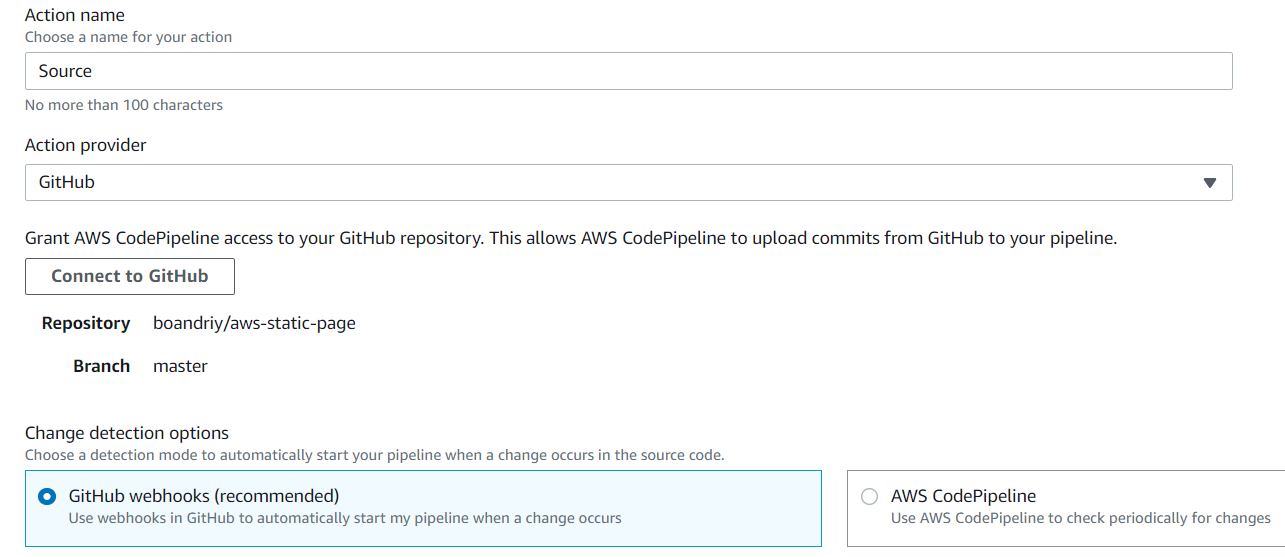 Action name
Choose a name for your action
Source
No more than 100 characters
Action provider
GitHub
Grant AWS CodePipeline access to your GitHub repository. This allows AWS CodePipeline to upload commits from GitHub to your pipeline.
Connect to GitHub
Repository boandriy/aws-static-page
Branch master
Change detection options
Choose a detection mode to automatically start your pipeline when a change occurs in the source code.
GitHub webhooks (recommended)
Use webhooks in GitHub to automatically start my pipeline when a change occurs
AWS CodePipeline
Use AWS CodePipeline to check periodically for changes